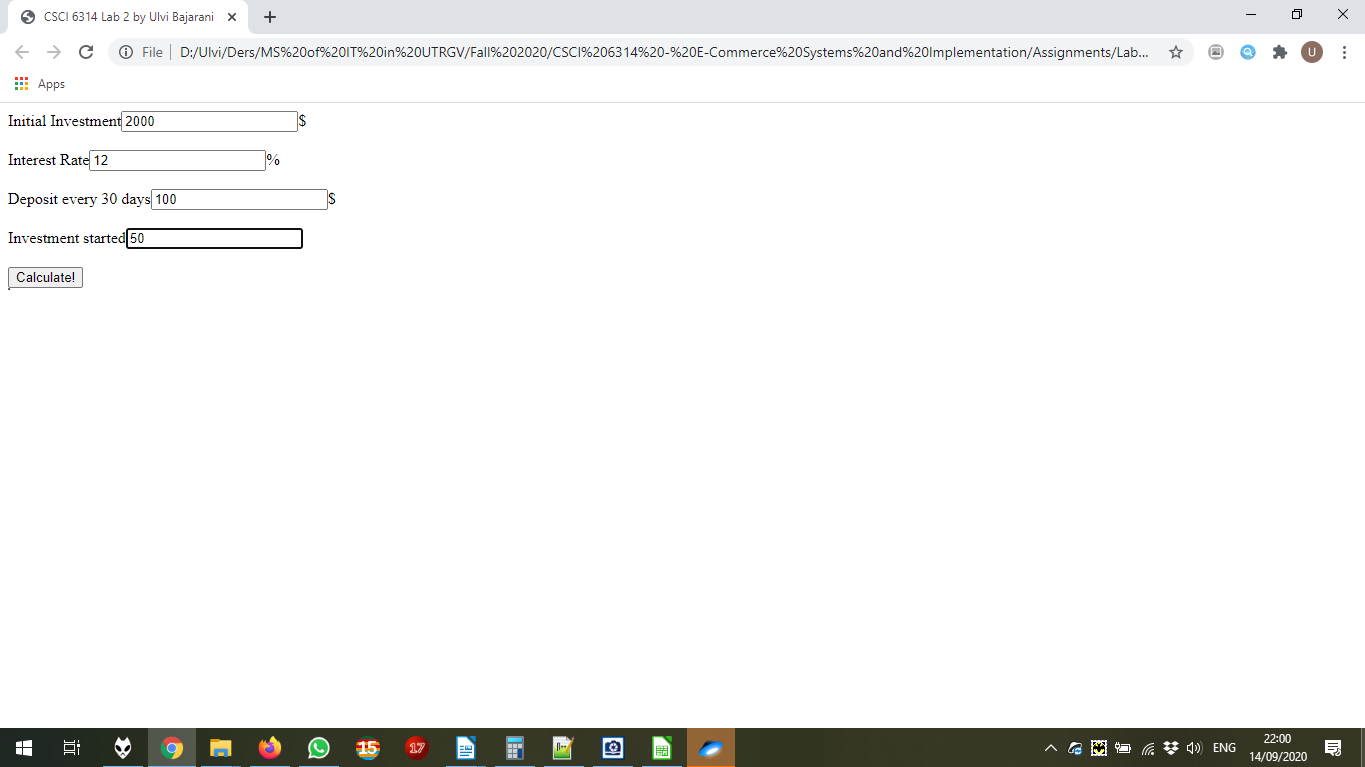 CSCI 6314 Lab 2 by Ulvi Bajarani
File D:/Ulvi/Ders/MS%20of%20IT%20in%20UTRGV/Fall%202020/CSCI%206314%20-%20E-Commerce%20Systems%20and%20Implementation/Assignments/Lab... U
Apps
Initial Investment 2000 $
Interest Rate 12 %
Deposit every 30 days 100 $
Investment started 50
Calculate!
15 17 ENG 22:00
14/09/2020